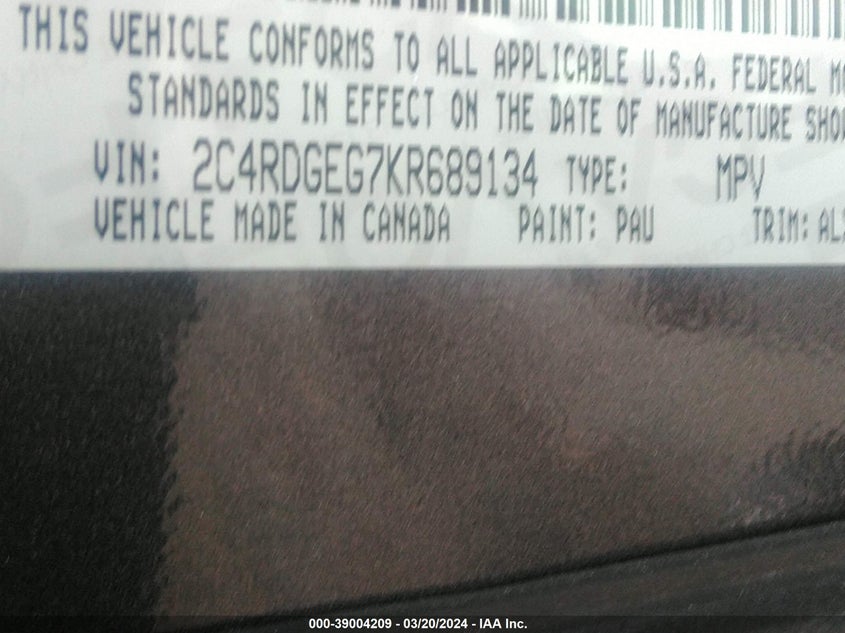 THIS VEHICLE CONFORMS TO ALL APPLICABLE U.S.A. FEDERAL
STANDARDS IN EFFECT ON THE DATE OF MANUFACTURE
VIN: 2C4RDGEG7KR689134 TYPE: MPV
VEHICLE MADE IN CANADA PAINT: PAU TRIM:
000-39004209 - 03/20/2024 - IAA Inc.